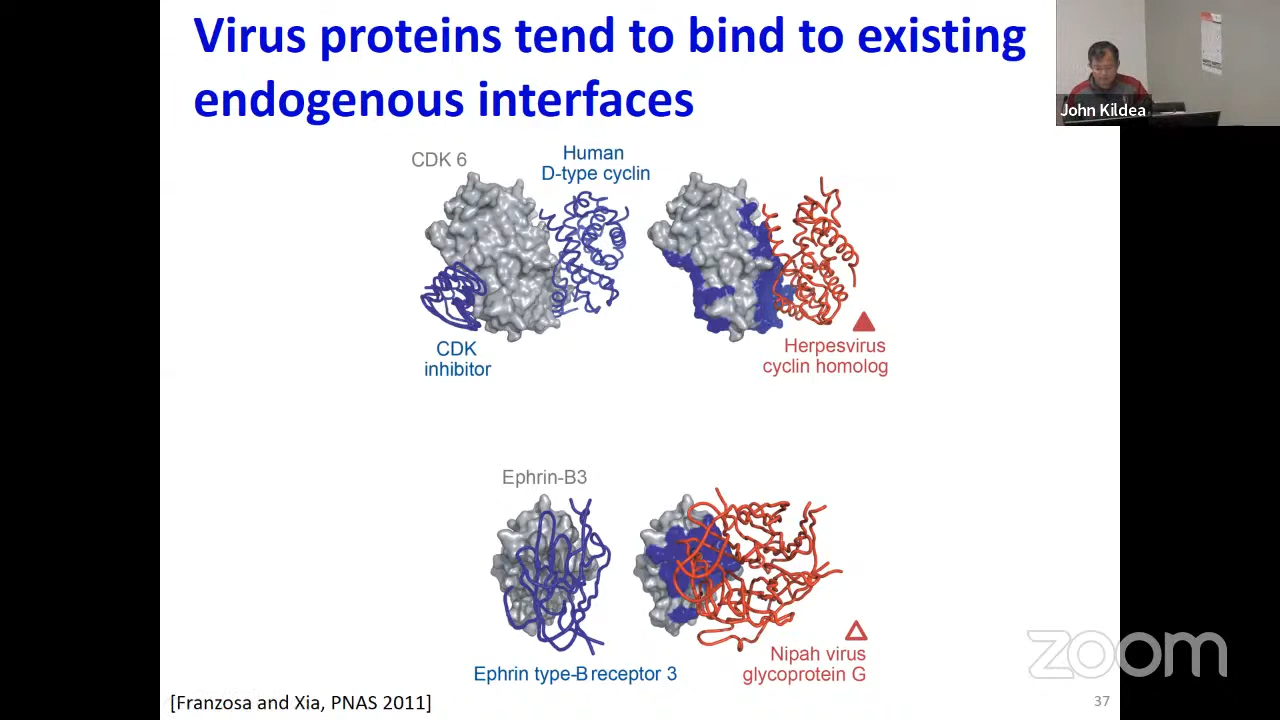 Virus proteins tend to bind to existing
endogenous interfaces
John Kildea
CDK 6
Human
D-type cyclin
CDK
inhibitor
Herpesvirus
cyclin homolog
Ephrin-B3
Ephrin type-B receptor 3
Nipah virus
glycoprotein G
[Franzosa and Xia, PNAS 2011]
37
zoom